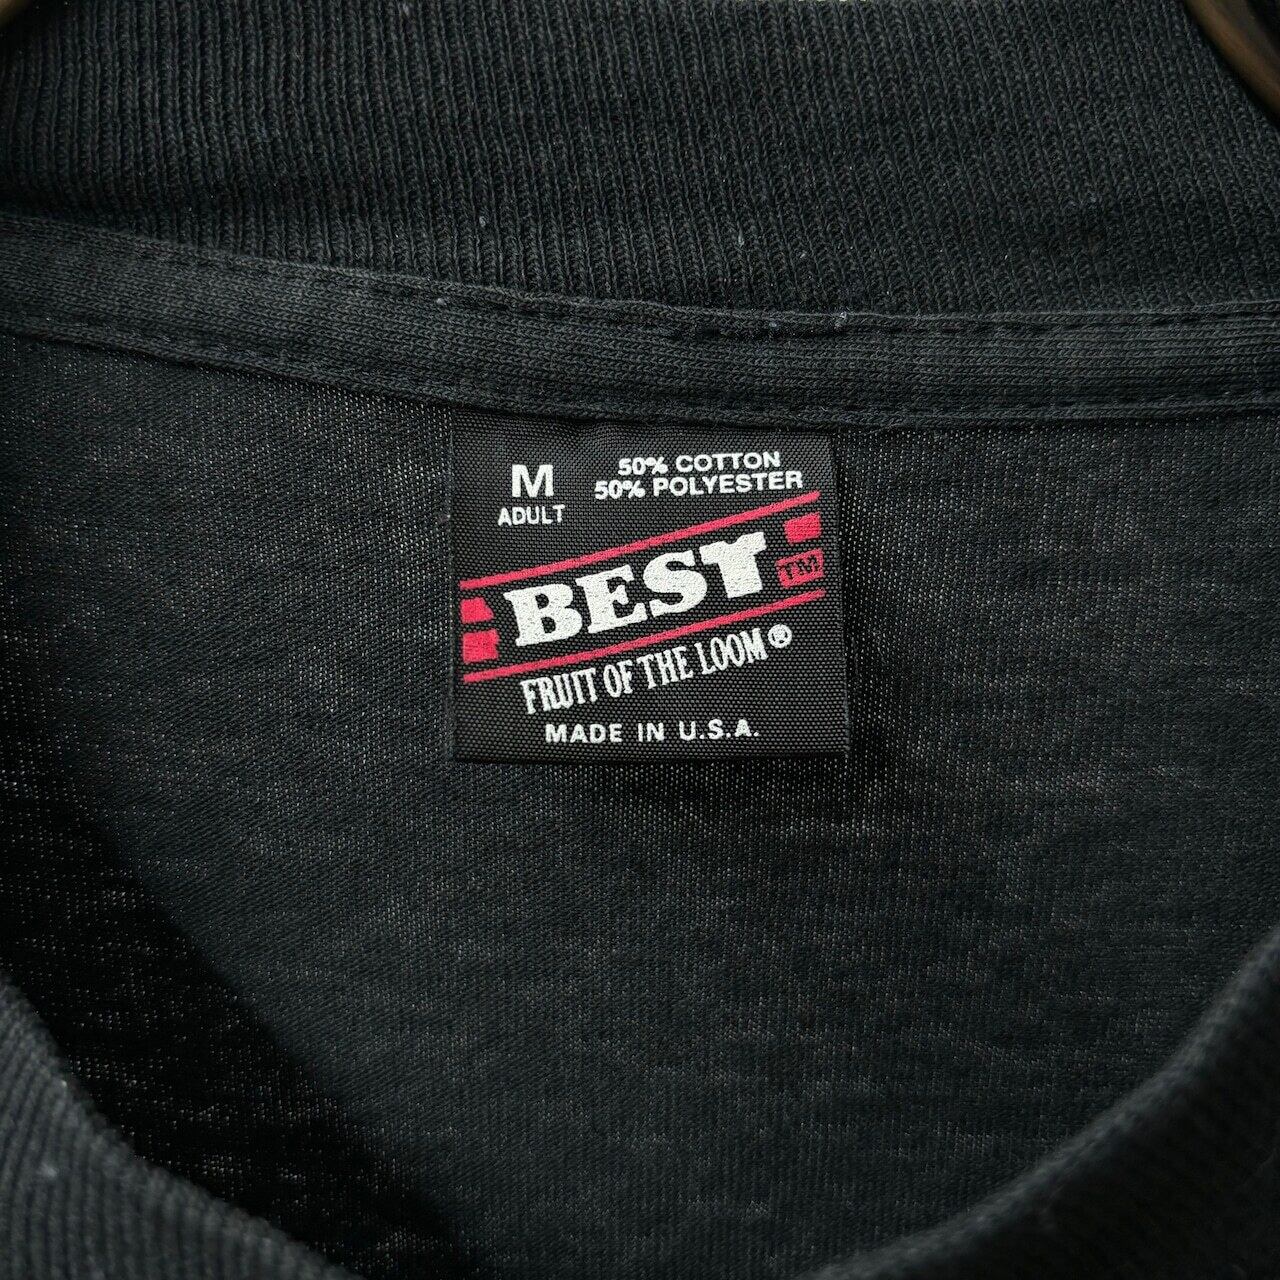 M
ADULT
50% COTTON
50% POLYESTER
BEST TM
FRUIT OF THE LOOM®
MADE IN U.S.A.